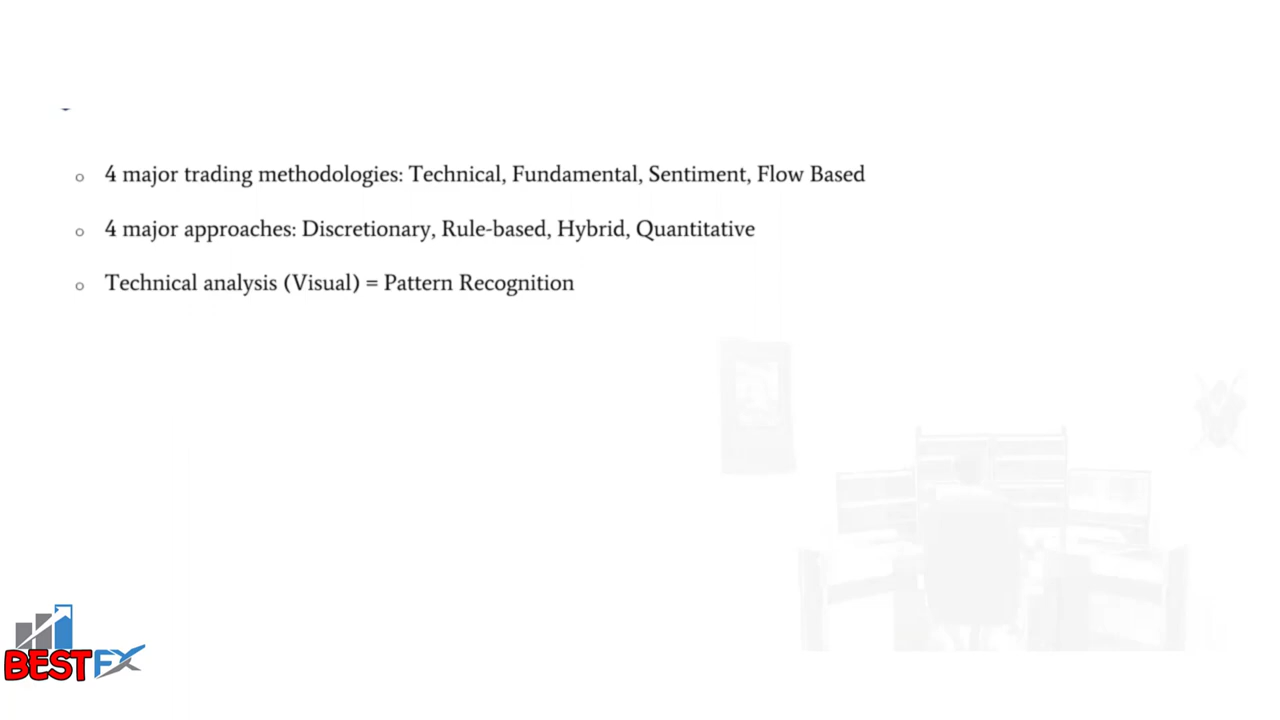 4 major trading methodologies: Technical, Fundamental, Sentiment, Flow Based
4 major approaches: Discretionary, Rule-based, Hybrid, Quantitative
Technical analysis (Visual) = Pattern Recognition
BESTFX